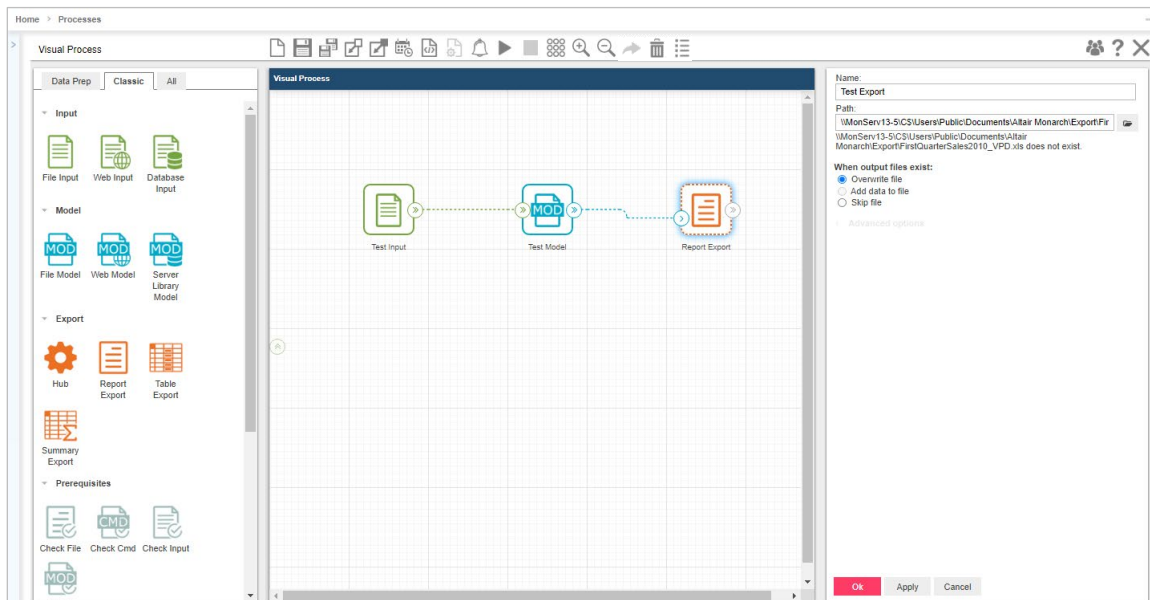 Home > Processes
Visual Process
Data Prep
Classic
All
Input
File Input
Web Input
Database
Input
Model
MOD
MOD
MOD
File Model
Web Model
Server
Library
Model
Export
Hub
Report
Export
Table
Export
Summary
Export
Prerequisites
CMD
Check File
Check Cmd
Check Input
MOD
Visual Process
MOD
Test Input
Test Model
Report Export
Name:
Test Export
Path:
\\MonServ13-5\C$\Users\Public\Documents\Altair Monarch\Export\Fir
\\MonServ13-5\C$\Users\Public\Documents\Altair
Monarch\Export\FirstQuarterSales2010_VPD.xls does not exist.
When output files exist:
Overwrite file
Add data to file
Skip file
Advanced options
Ok
Apply
Cancel